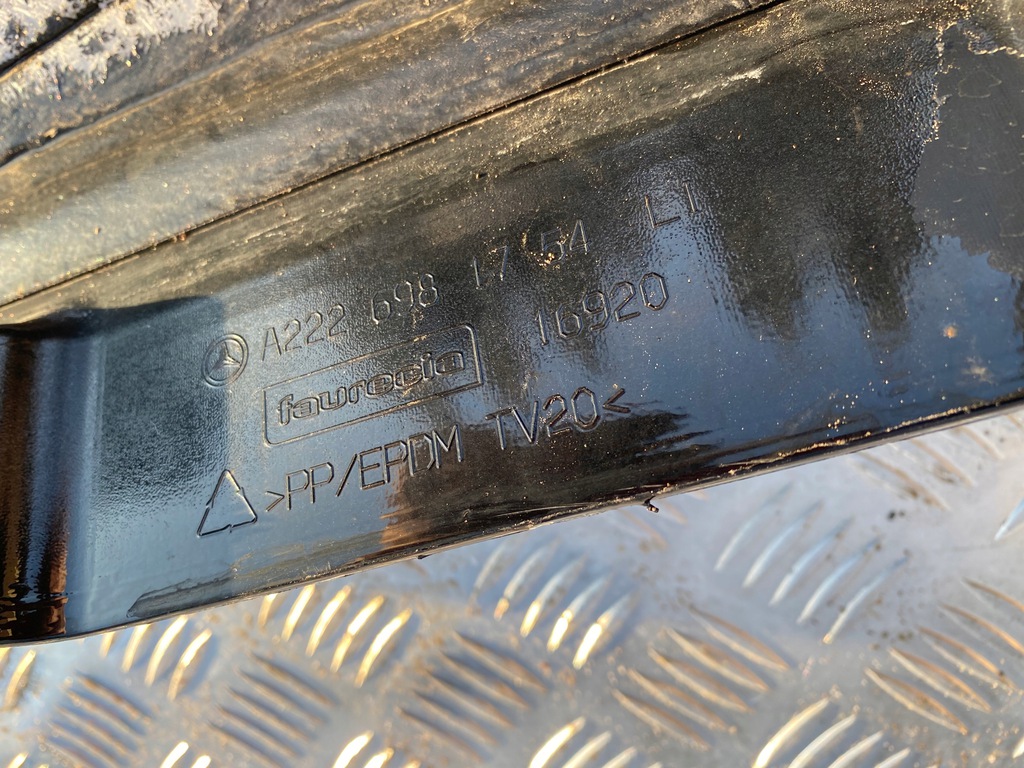 A222 698 17 54 LI
faurecia 16920
>PP/EPDM TV20<